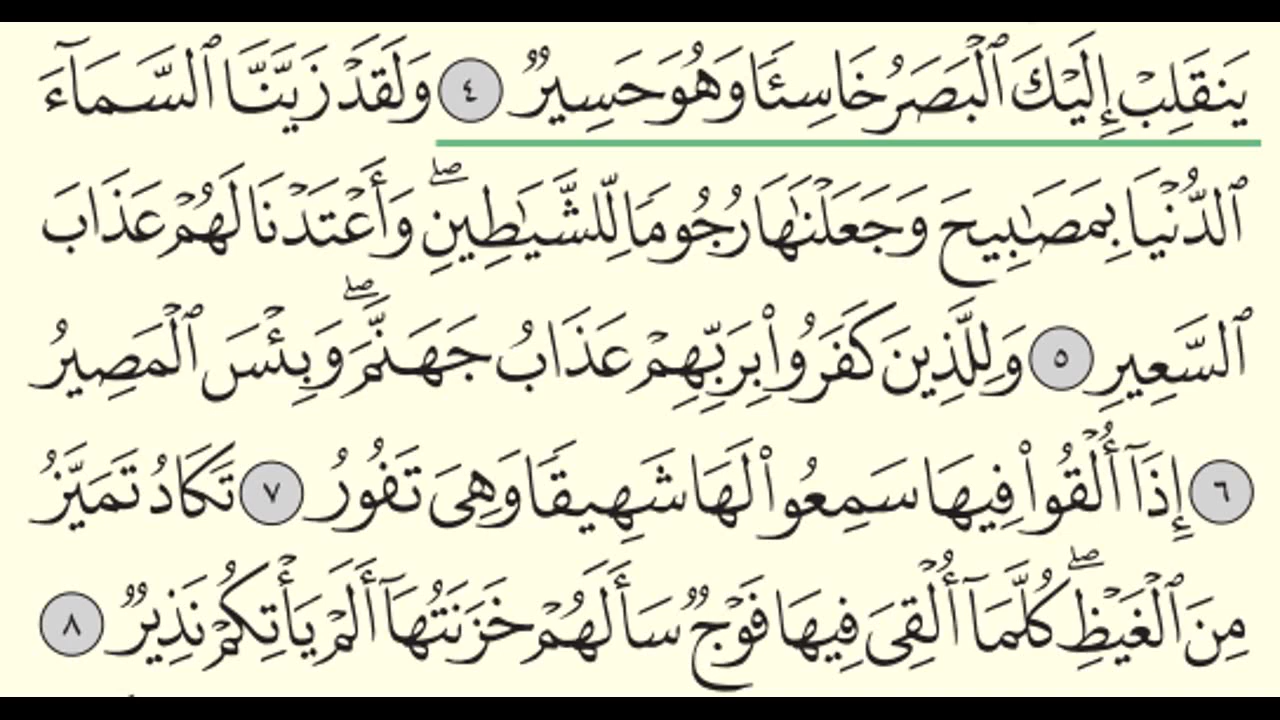 يَنقَلِبْ إِلَيْكَ ٱلْبَصَرُ خَاسِئًا وَهُوَ حَسِيرٌ ٤ وَلَقَدْ زَيَّنَّا ٱلسَّمَآءَ
ٱلدُّنْيَا بِمَصَٰبِيحَ وَجَعَلْنَٰهَا رُجُومًا لِّلشَّيَٰطِينِ ۖ وَأَعْتَدْنَا لَهُمْ عَذَابَ
ٱلسَّعِيرِ ٥ وَلِلَّذِينَ كَفَرُوا۟ بِرَبِّهِمْ عَذَابُ جَهَنَّمَ ۖ وَبِئْسَ ٱلْمَصِيرُ
٦ إِذَآ أُلْقُوا۟ فِيهَا سَمِعُوا۟ لَهَا شَهِيقًا وَهِىَ تَفُورُ ٧ تَكَادُ تَمَيَّزُ
مِنَ ٱلْغَيْظِ ۖ كُلَّمَآ أُلْقِىَ فِيهَا فَوْجٌ سَأَلَهُمْ خَزَنَتُهَآ أَلَمْ يَأْتِكُمْ نَذِيرٌ ٨